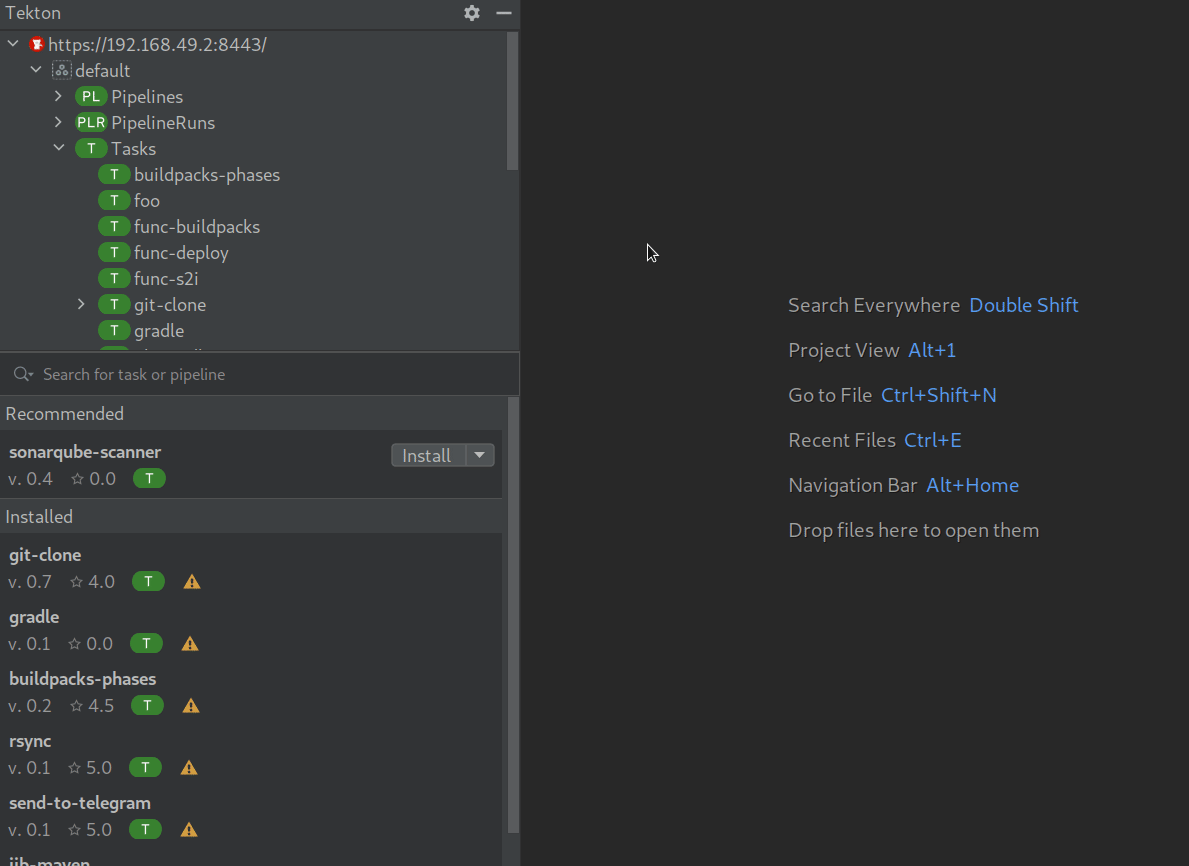 Tekton
https://192.168.49.2:8443/
default
PL Pipelines
PLR PipelineRuns
T Tasks
T buildpacks-phases
T foo
T func-buildpacks
T func-deploy
T func-s2i
T git-clone
T gradle
Search for task or pipeline
Recommended
sonarqube-scanner
Install
v. 0.4 0.0 T
Installed
git-clone
v. 0.7 4.0 T
gradle
v. 0.1 0.0 T
buildpacks-phases
v. 0.2 4.5 T
rsync
v. 0.1 5.0 T
send-to-telegram
v. 0.1 5.0 T
jib-maven
Search Everywhere Double Shift
Project View Alt+1
Go to File Ctrl+Shift+N
Recent Files Ctrl+E
Navigation Bar Alt+Home
Drop files here to open them